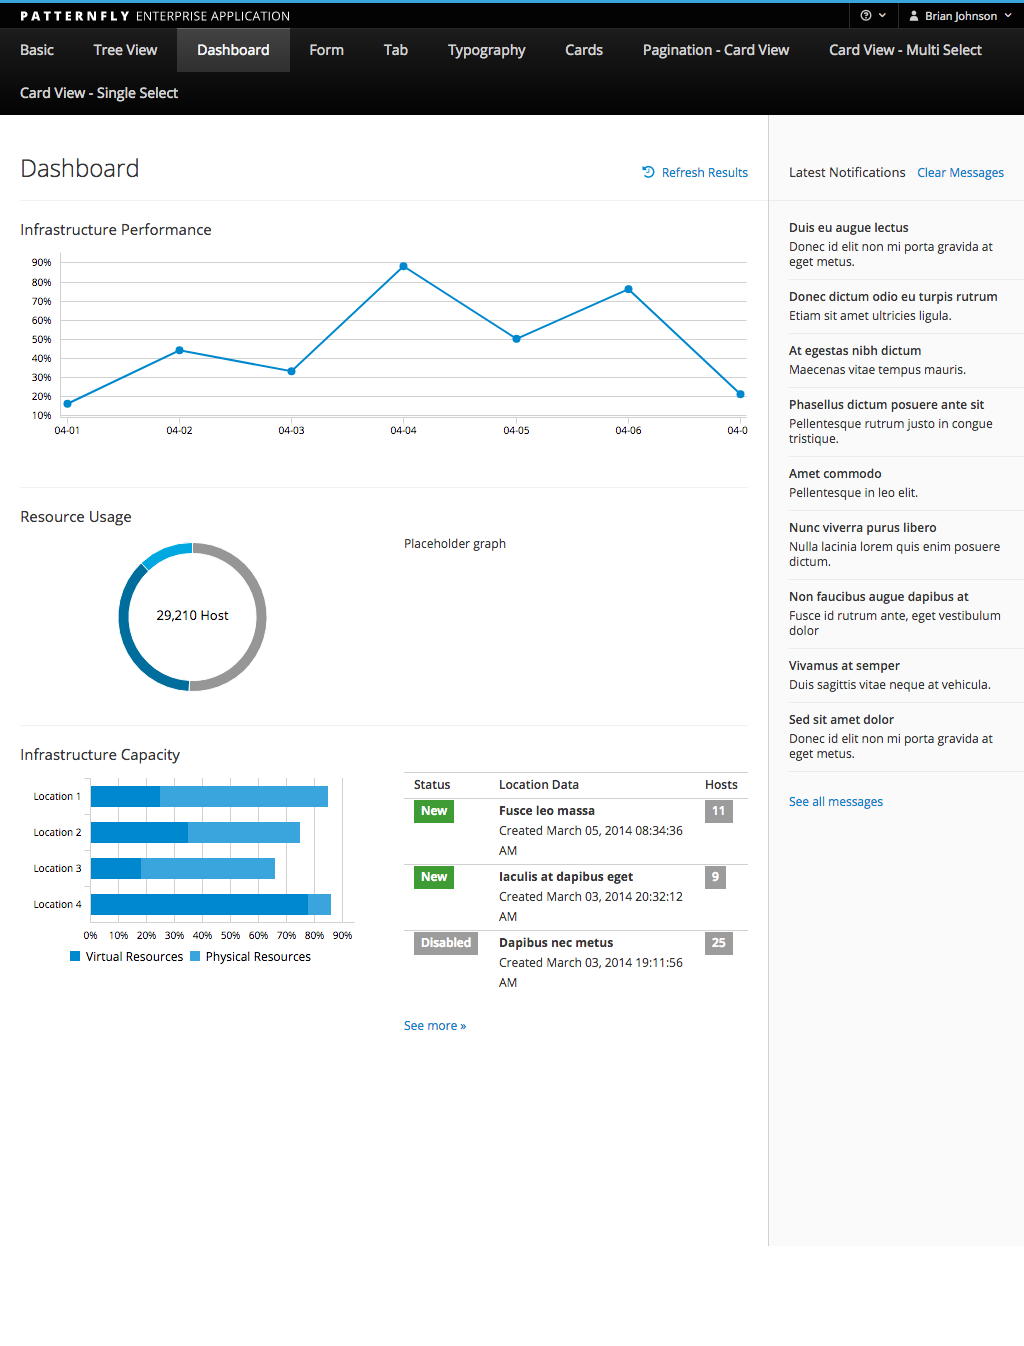 PATTERNFLY ENTERPRISE APPLICATION
Brian Johnson
Basic Tree View Dashboard Form Tab Typography Cards Pagination - Card View Card View - Multi Select
Card View - Single Select
Dashboard
Refresh Results
Infrastructure Performance
90%
80%
70%
60%
50%
40%
30%
20%
10%
04-01 04-02 04-03 04-04 04-05 04-06 04-0
Resource Usage
29,210 Host
Placeholder graph
Infrastructure Capacity
Location 1
Location 2
Location 3
Location 4
0% 10% 20% 30% 40% 50% 60% 70% 80% 90%
Virtual Resources Physical Resources
Status Location Data Hosts
New Fusce leo massa 11
Created March 05, 2014 08:34:36
AM
New Iaculis at dapibus eget 9
Created March 03, 2014 20:32:12
AM
Disabled Dapibus nec metus 25
Created March 03, 2014 19:11:56
AM
See more »
Latest Notifications Clear Messages
Duis eu augue lectus
Donec id elit non mi porta gravida at
eget metus.
Donec dictum odio eu turpis rutrum
Etiam sit amet ultricies ligula.
At egestas nibh dictum
Maecenas vitae tempus mauris.
Phasellus dictum posuere ante sit
Pellentesque rutrum justo in congue
tristique.
Amet commodo
Pellentesque in leo elit.
Nunc viverra purus libero
Nulla lacinia lorem quis enim posuere
dictum.
Non faucibus augue dapibus at
Fusce id rutrum ante, eget vestibulum
dolor
Vivamus at semper
Duis sagittis vitae neque at vehicula.
Sed sit amet dolor
Donec id elit non mi porta gravida at
eget metus.
See all messages